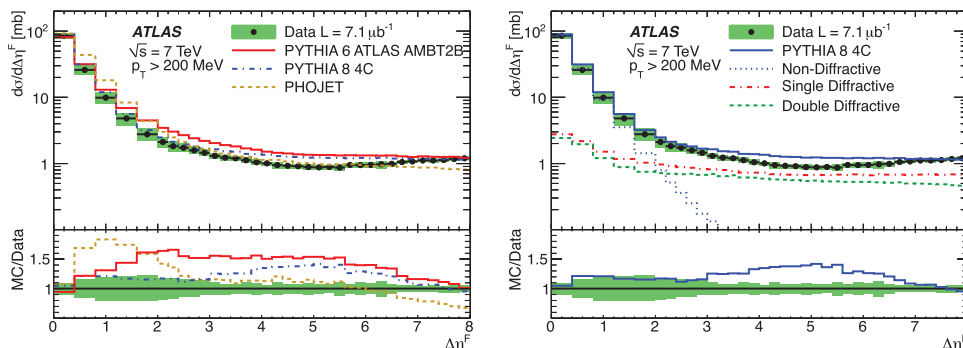 dσ/dΔη^F [mb]
10²
10
1
ATLAS
√s = 7 TeV
p_T > 200 MeV
Data L = 7.1 μb⁻¹
PYTHIA 6 ATLAS AMBT2B
PYTHIA 8 4C
PHOJET
MC/Data
1.5
1
0 1 2 3 4 5 6 7 8
Δη^F
dσ/dΔη^F [mb]
10²
10
1
ATLAS
√s = 7 TeV
p_T > 200 MeV
Data L = 7.1 μb⁻¹
PYTHIA 8 4C
Non-Diffractive
Single Diffractive
Double Diffractive
MC/Data
1.5
1
0 1 2 3 4 5 6 7
Δη^F